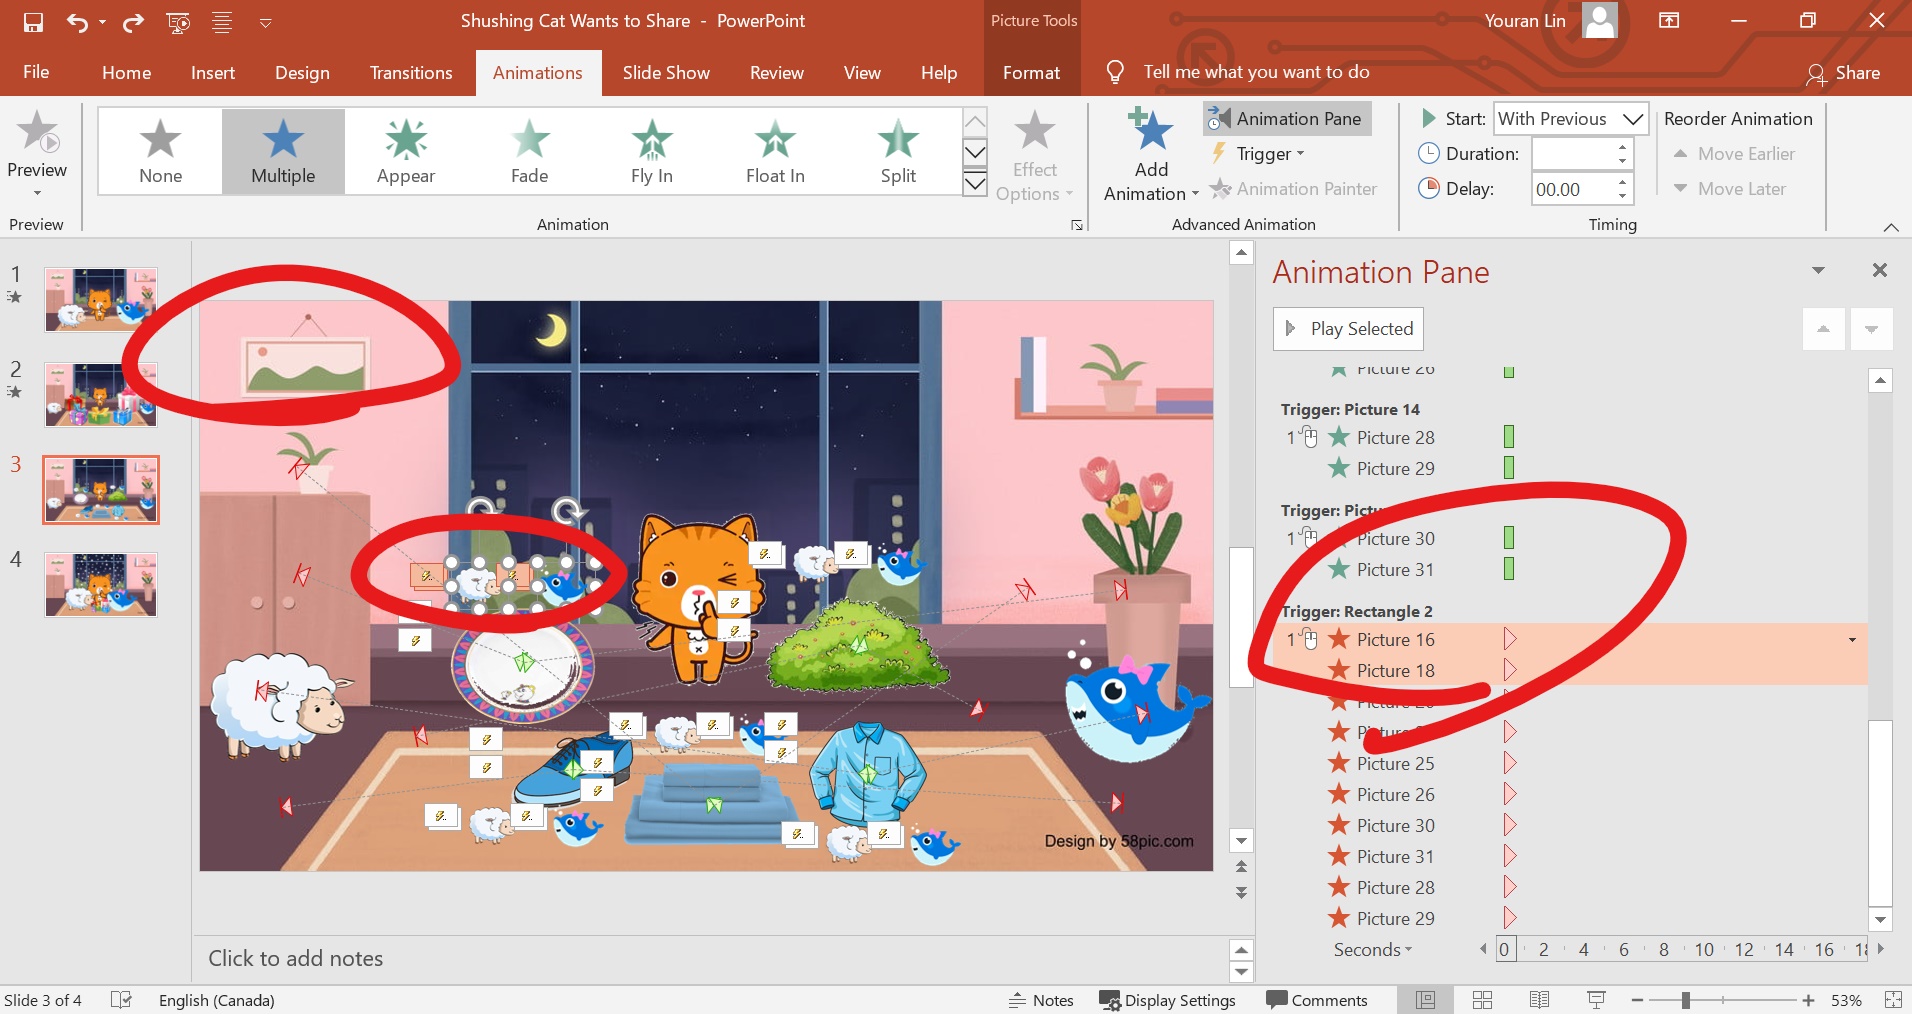 Shushing Cat Wants to Share - PowerPoint
Picture Tools
Youran Lin
File Home Insert Design Transitions Animations Slide Show Review View Help Format Tell me what you want to do Share
Preview
None Multiple Appear Fade Fly In Float In Split
Effect
Options
Add
Animation
Animation Pane
Trigger
Animation Painter
Start: With Previous
Duration:
Delay: 00.00
Reorder Animation
Move Earlier
Move Later
Preview Animation Advanced Animation Timing
1
2
3
4
Design by 58pic.com
Click to add notes
Animation Pane
Play Selected
Picture 26
Trigger: Picture 14
1 Picture 28
Picture 29
Trigger:
1 Picture 30
Picture 31
Trigger: Rectangle 2
1 Picture 16
Picture 18
Picture 25
Picture 26
Picture 30
Picture 31
Picture 28
Picture 29
Seconds 0 2 4 6 8 10 12 14 16
Slide 3 of 4 English (Canada) Notes Display Settings Comments 53%